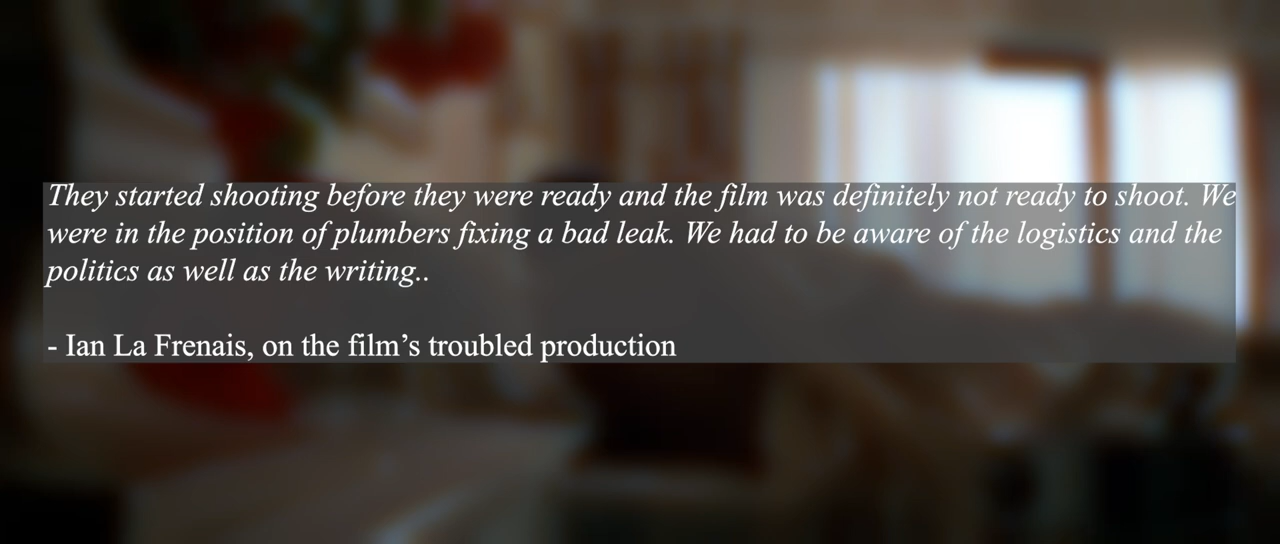 They started shooting before they were ready and the film was definitely not ready to shoot. We
were in the position of plumbers fixing a bad leak. We had to be aware of the logistics and the
politics as well as the writing..
- Ian La Frenais, on the film’s troubled production